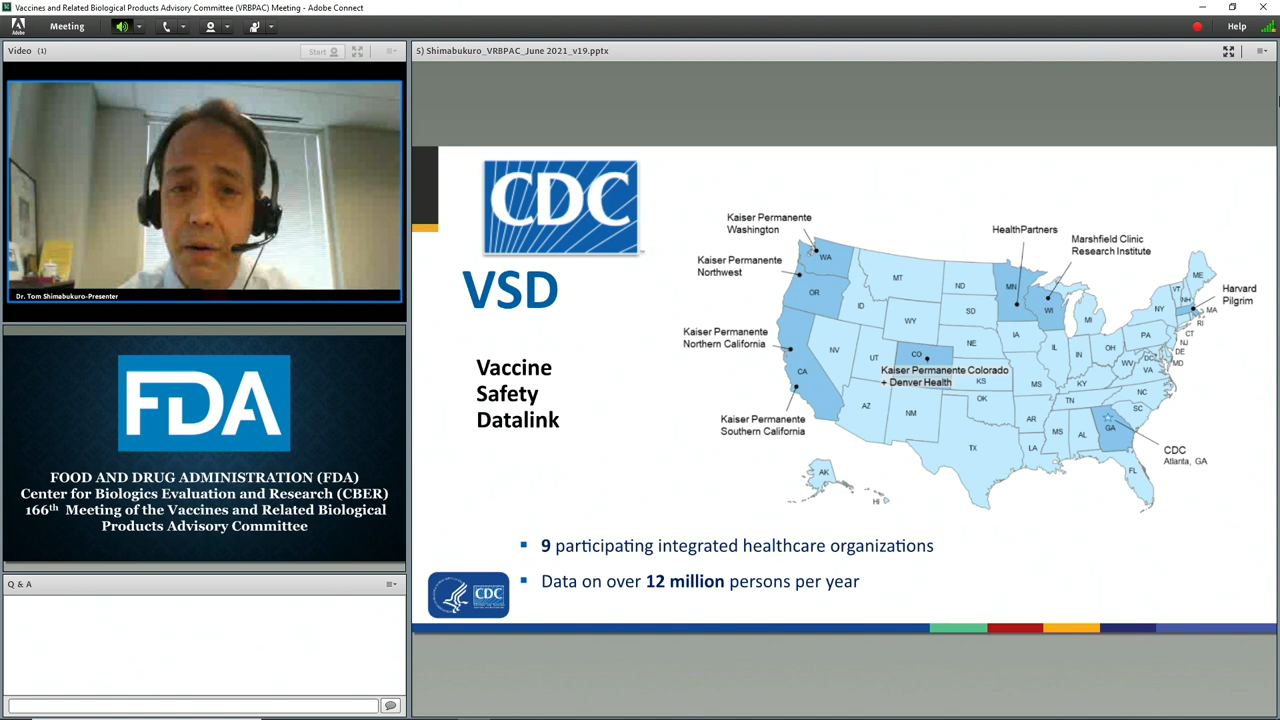 Vaccines and Related Biological Products Advisory Committee (VRBPAC) Meeting - Adobe Connect
Adobe
Meeting
Help
Video (1)
Start
Dr. Tom Shimabukuro-Presenter
FDA
FOOD AND DRUG ADMINISTRATION (FDA)
Center for Biologics Evaluation and Research (CBER)
166th Meeting of the Vaccines and Related Biological
Products Advisory Committee
Q & A
5) Shimabukuro_VRBPAC_June 2021_v19.pptx
CDC
VSD
Vaccine
Safety
Datalink
Kaiser Permanente
Washington
Kaiser Permanente
Northwest
Kaiser Permanente
Northern California
Kaiser Permanente
Southern California
HealthPartners
Marshfield Clinic
Research Institute
Harvard
Pilgrim
Kaiser Permanente Colorado
+ Denver Health
CDC
Atlanta, GA
WA
OR
CA
ID
NV
MT
WY
UT
AZ
CO
NM
ND
SD
NE
KS
OK
TX
MN
IA
MS
AR
LA
WI
IL
MI
IN
OH
KY
TN
MS
AL
GA
FL
SC
NC
VA
WV
DC
PA
NY
VT
NH
ME
MA
RI
CT
NJ
DE
MD
AK
HI
9 participating integrated healthcare organizations
Data on over 12 million persons per year
CDC